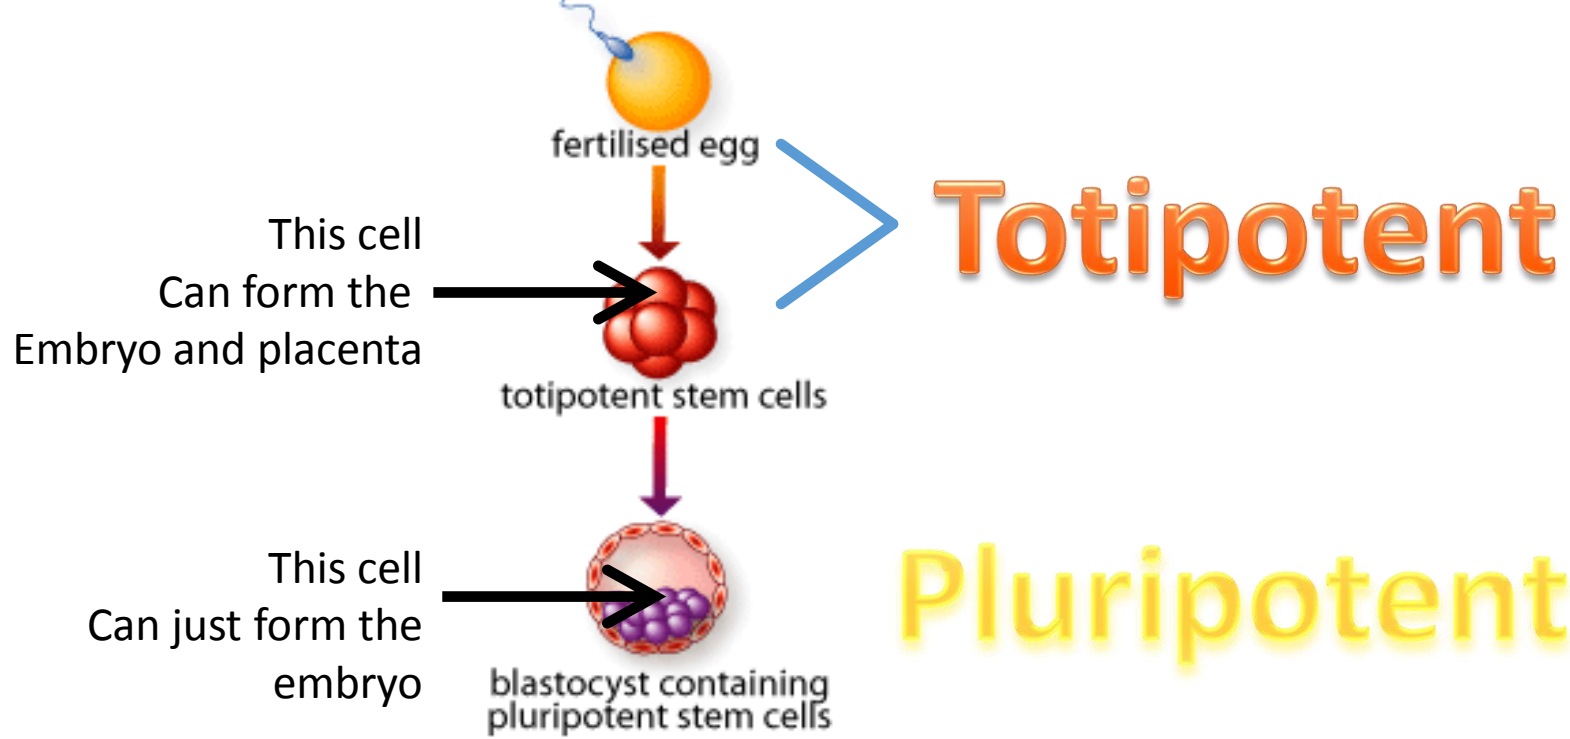 fertilised egg
Totipotent
This cell
Can form the
Embryo and placenta
totipotent stem cells
This cell
Can just form the
embryo
Pluripotent
blastocyst containing
pluripotent stem cells